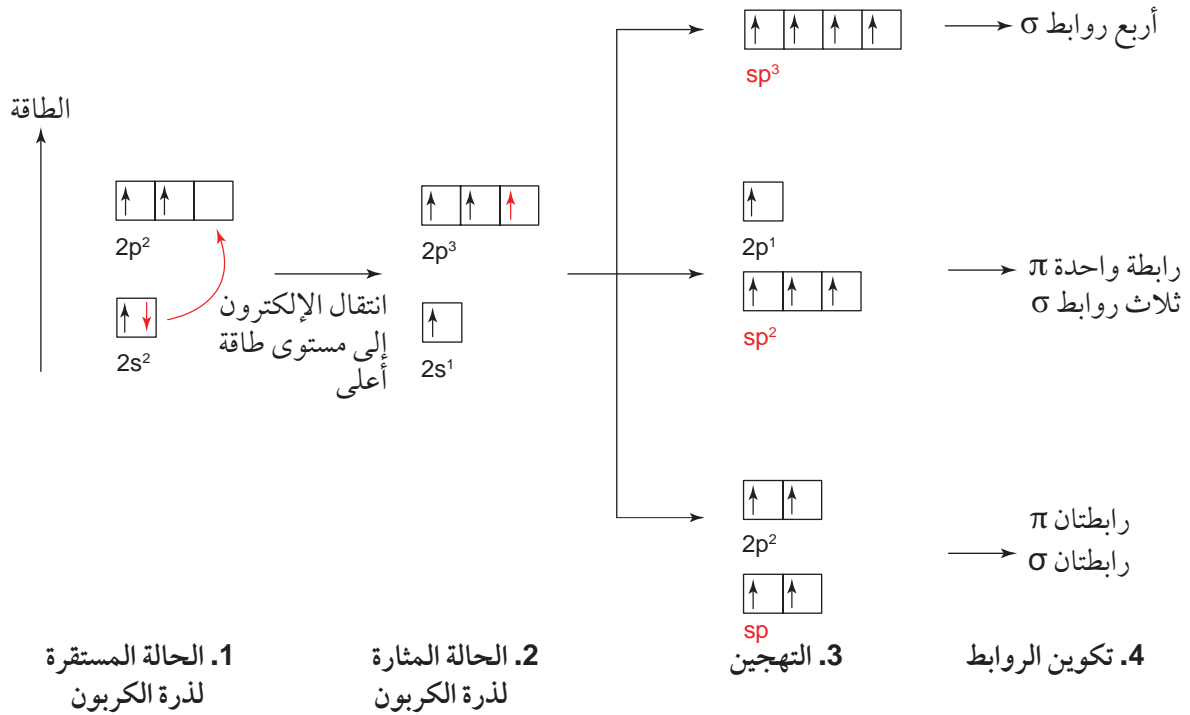 أربع روابط σ
sp³
الطاقة
2p²
2s²
انتقال الإلكترون
إلى مستوى طاقة
أعلى
2p³
2s¹
2p¹
sp²
رابطة واحدة π
ثلاث روابط σ
2p²
sp
رابطتان π
رابطتان σ
1. الحالة المستقرة
لذرة الكربون
2. الحالة المثارة
لذرة الكربون
3. التهجين
4. تكوين الروابط